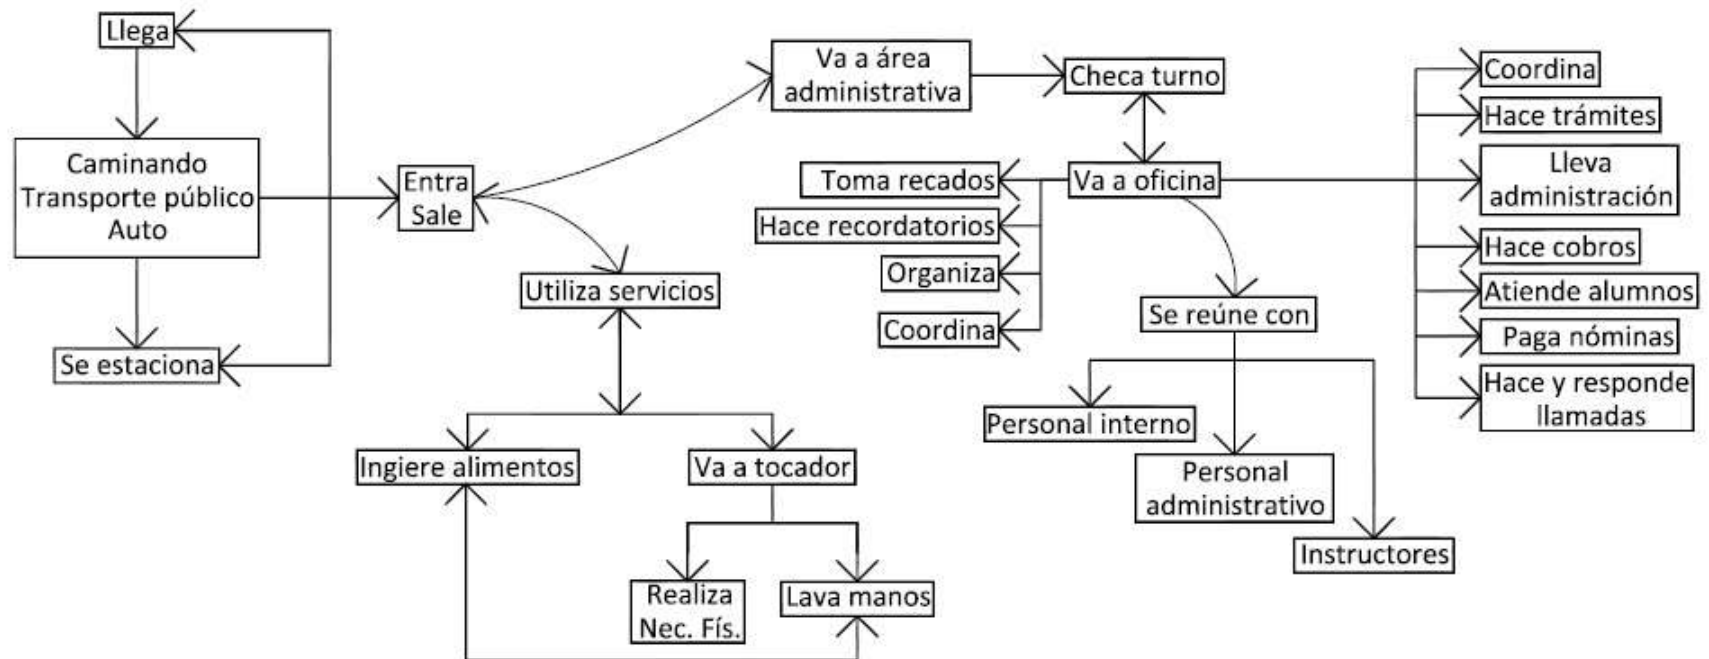 Llega
Caminando
Transporte público
Auto
Se estaciona
Entra
Sale
Va a área
administrativa
Checa turno
Va a oficina
Toma recados
Hace recordatorios
Organiza
Coordina
Coordina
Hace trámites
Lleva
administración
Hace cobros
Atiende alumnos
Paga nóminas
Hace y responde
llamadas
Se reúne con
Personal interno
Personal
administrativo
Instructores
Utiliza servicios
Ingiere alimentos
Va a tocador
Realiza
Nec. Fís.
Lava manos